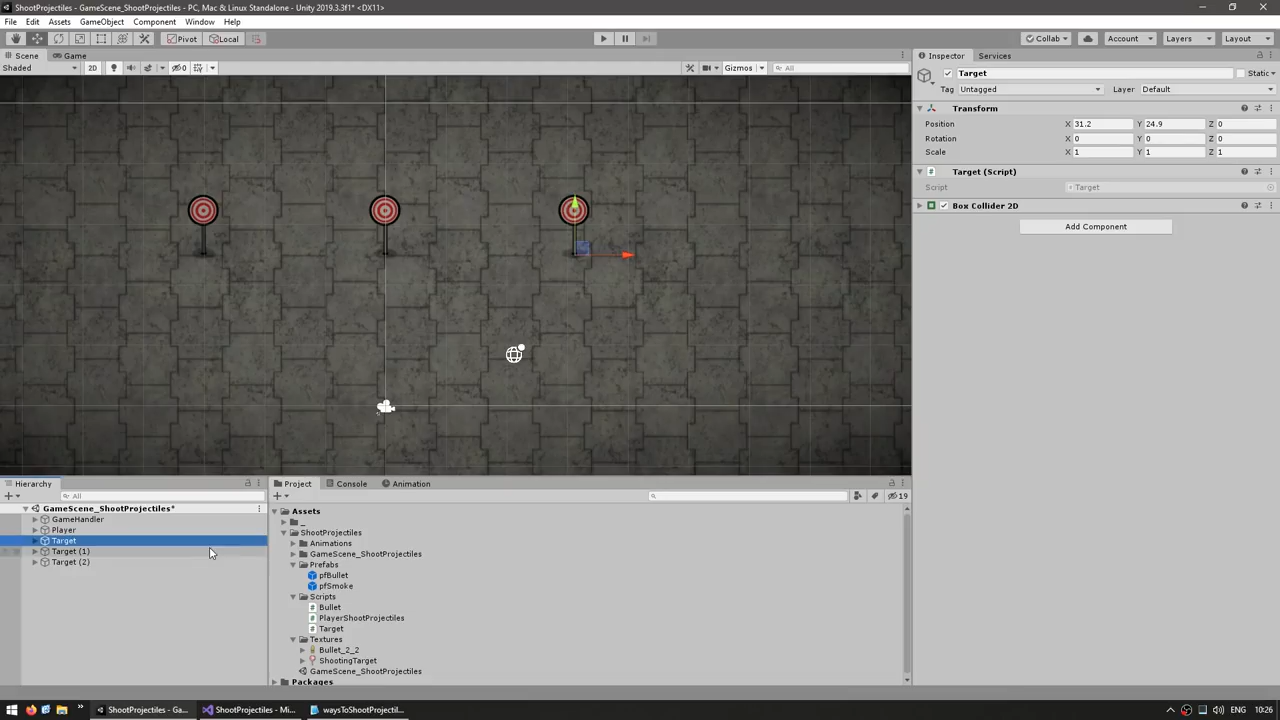 ShootProjectiles - GameScene_ShootProjectiles - PC, Mac & Linux Standalone - Unity 2019.3.3f1* <DX11>
File Edit Assets GameObject Component Window Help
Pivot Local Collab Account Layers Layout
Scene Game
Shaded 2D 0 Gizmos All
Inspector Services
Target Static
Tag Untagged Layer Default
Transform
Position X 31.2 Y 24.9 Z 0
Rotation X 0 Y 0 Z 0
Scale X 1 Y 1 Z 1
Target (Script)
Script Target
Box Collider 2D
Add Component
Hierarchy
All
GameScene_ShootProjectiles*
GameHandler
Player
Target
Target (1)
Target (2)
Project Console Animation
19
Assets
_
ShootProjectiles
Animations
GameScene_ShootProjectiles
Prefabs
pfBullet
pfSmoke
Scripts
Bullet
PlayerShootProjectiles
Target
Textures
Bullet_2_2
ShootingTarget
GameScene_ShootProjectiles
Packages
ShootProjectiles - Ga...
ShootProjectiles - Mi...
waysToShootProjectil...
ENG 10:26